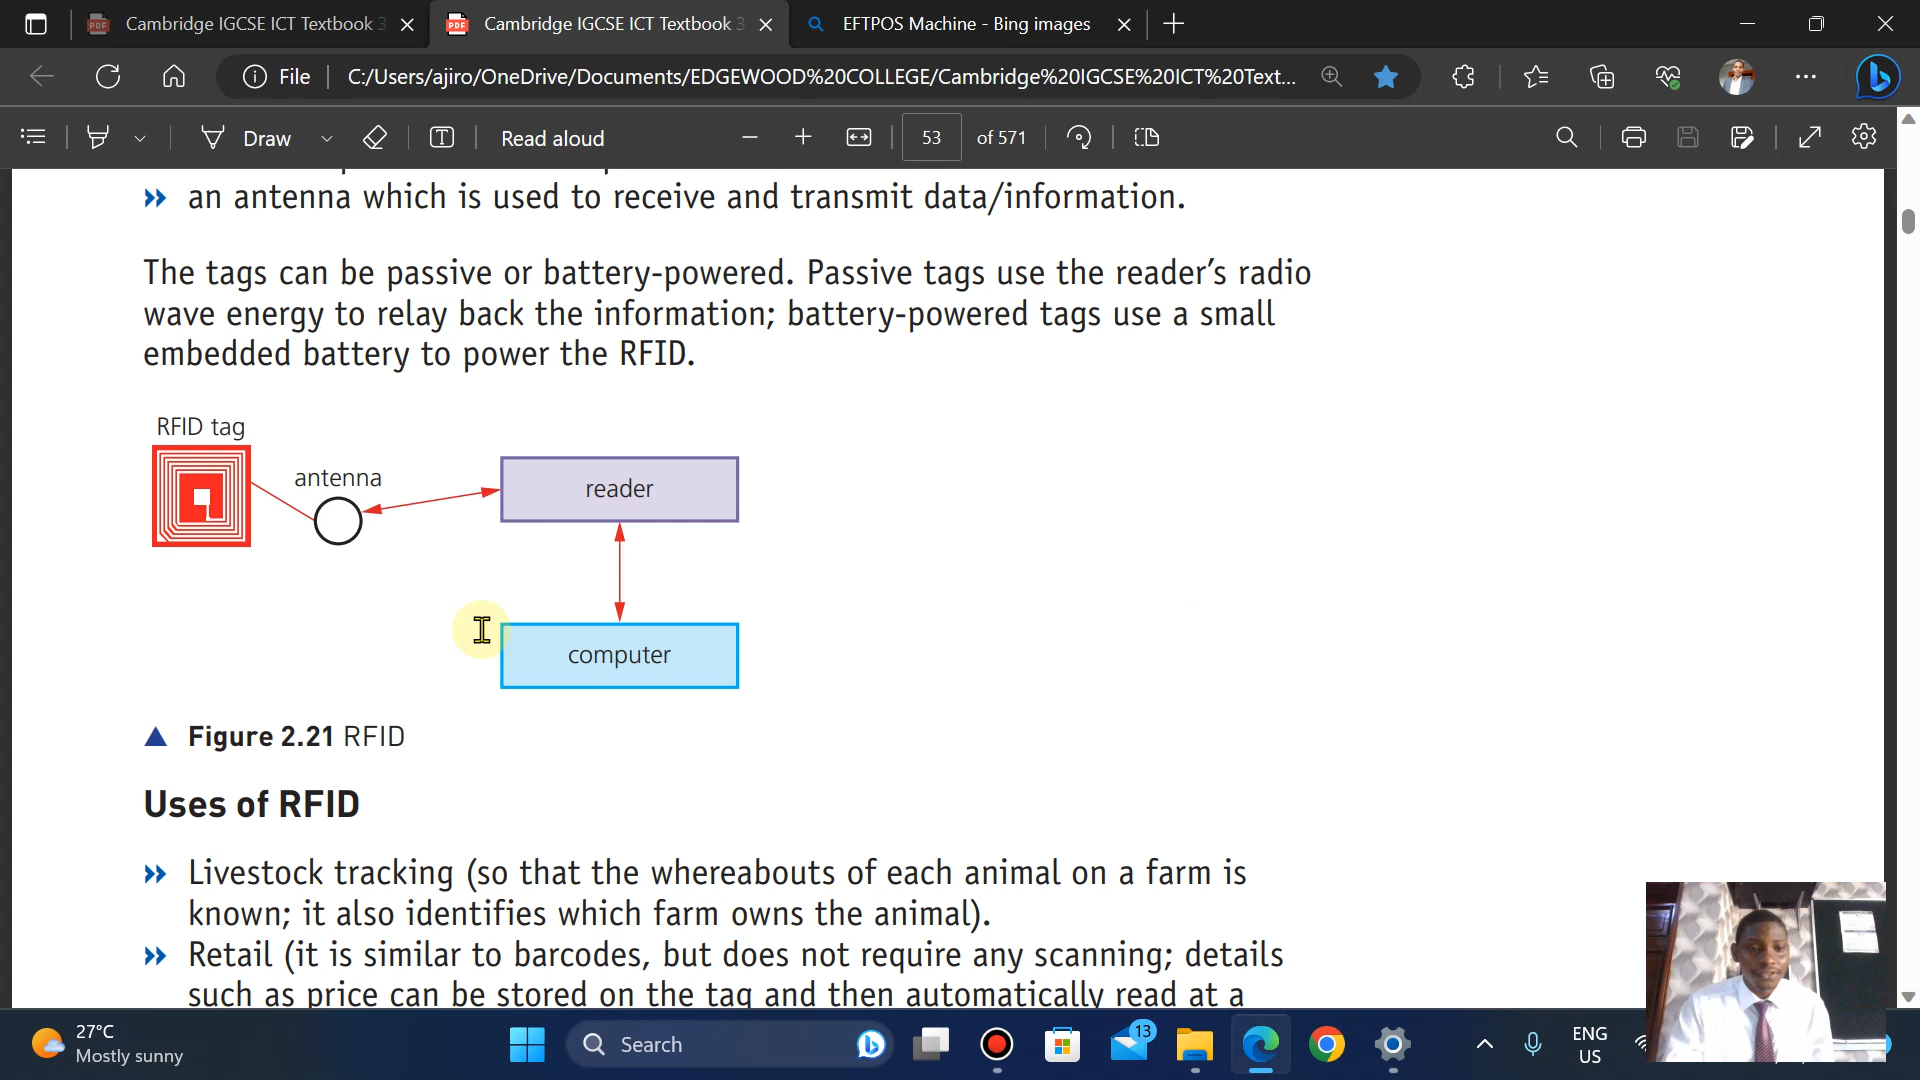 Cambridge IGCSE ICT Textbook 3
Cambridge IGCSE ICT Textbook 3
EFTPOS Machine - Bing images
File
C:/Users/ajiro/OneDrive/Documents/EDGEWOOD%20COLLEGE/Cambridge%20IGCSE%20ICT%20Text...
Draw
Read aloud
53
of 571
» an antenna which is used to receive and transmit data/information.
The tags can be passive or battery-powered. Passive tags use the reader's radio
wave energy to relay back the information; battery-powered tags use a small
embedded battery to power the RFID.
RFID tag
antenna
reader
computer
▲ Figure 2.21 RFID
Uses of RFID
» Livestock tracking (so that the whereabouts of each animal on a farm is
known; it also identifies which farm owns the animal).
» Retail (it is similar to barcodes, but does not require any scanning; details
such as price can be stored on the tag and then automatically read at a
27°C
Mostly sunny
Search
13
ENG
US